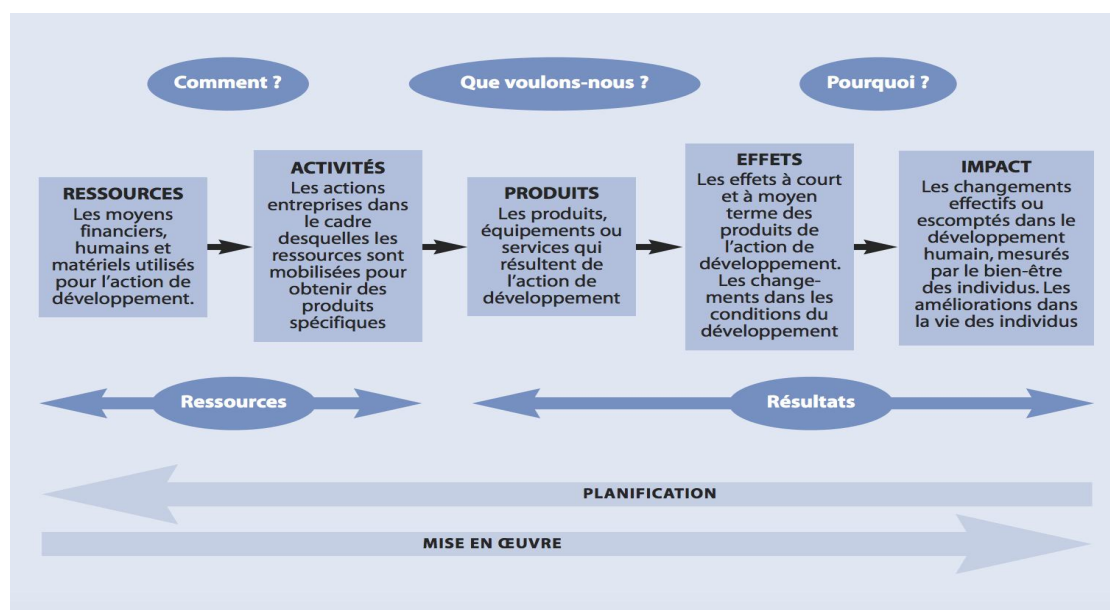 Comment ?
Que voulons-nous ?
Pourquoi ?
RESSOURCES
Les moyens
financiers,
humains et
matériels utilisés
pour l’action de
développement.
ACTIVITÉS
Les actions
entreprises dans
le cadre
desquelles les
ressources sont
mobilisées pour
obtenir des
produits
spécifiques
PRODUITS
Les produits,
équipements ou
services qui
résultent de
l’action de
développement
EFFETS
Les effets à court
et à moyen
terme des
produits de
l’action de
développement.
Les change-
ments dans les
conditions du
développement
IMPACT
Les changements
effectifs ou
escomptés dans le
développement
humain, mesurés
par le bien-être
des individus. Les
améliorations dans
la vie des individus
Ressources
Résultats
PLANIFICATION
MISE EN ŒUVRE